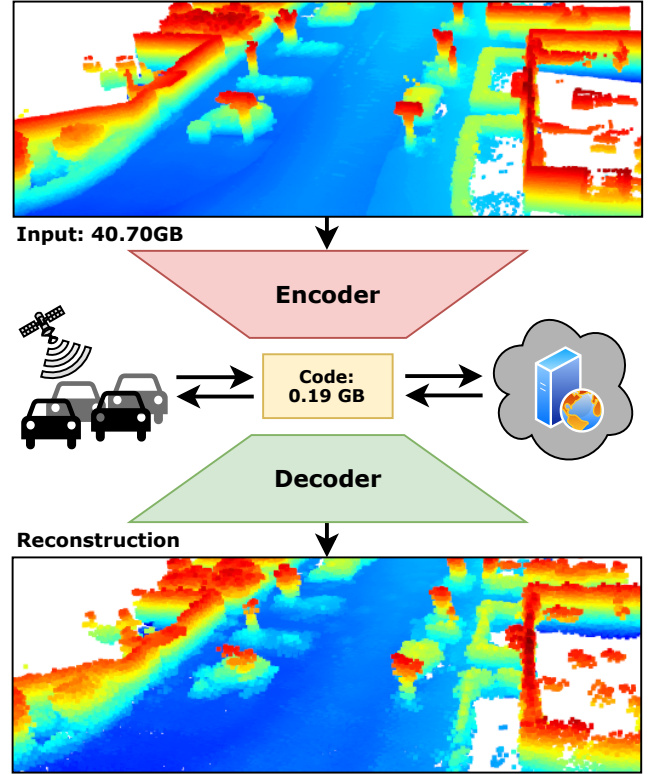 Input: 40.70GB
Encoder
Code:
0.19 GB
Decoder
Reconstruction